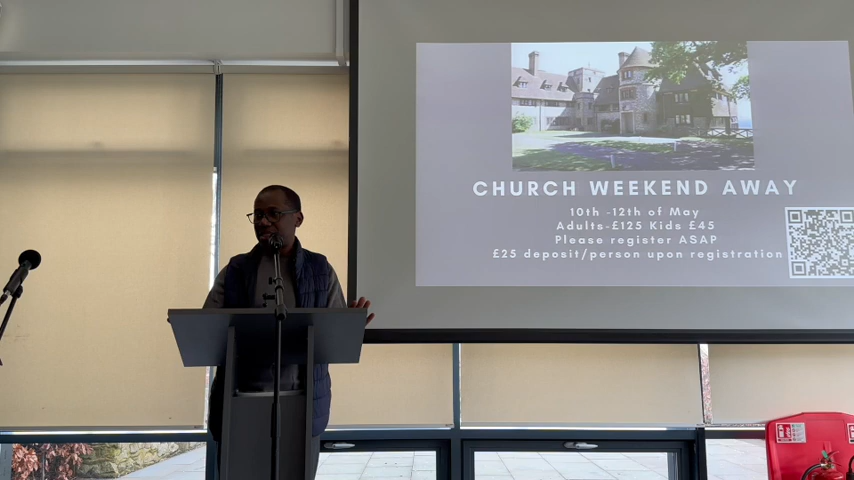 CHURCH WEEKEND AWAY
10th -12th of May
Adults-£125 Kids £45
Please register ASAP
£25 deposit/person upon registration